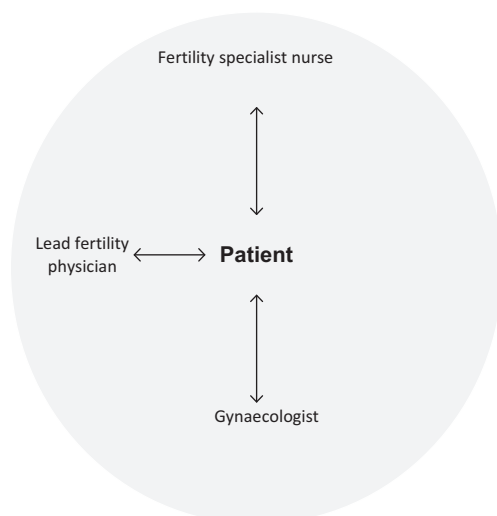 Fertility specialist nurse
Lead fertility
physician
Patient
Gynaecologist